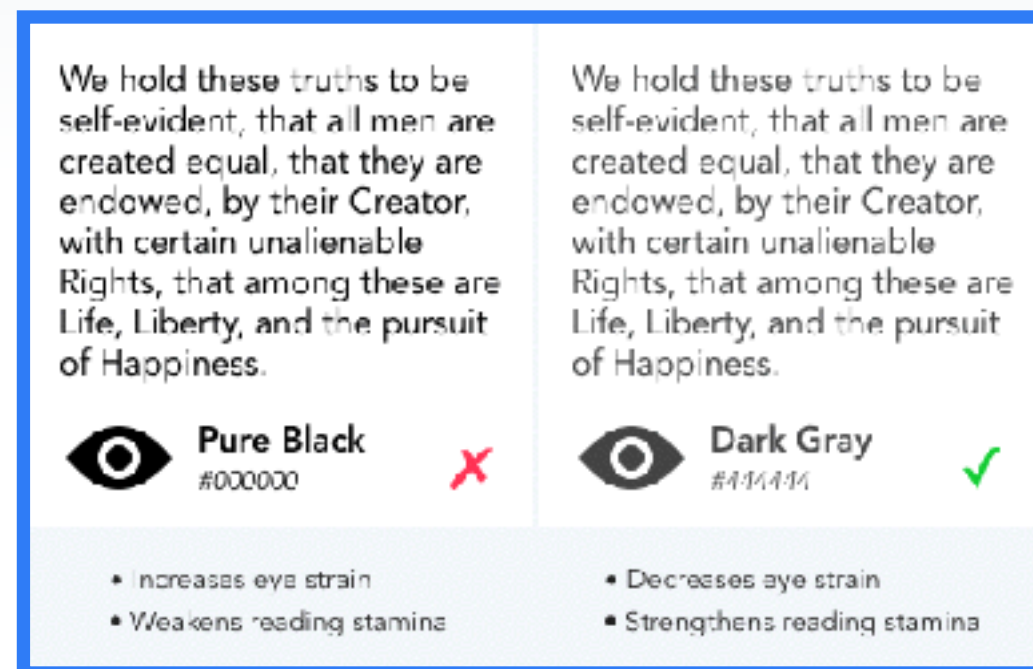 We hold these truths to be
self-evident, that all men are
created equal, that they are
endowed, by their Creator,
with certain unalienable
Rights, that among these are
Life, Liberty, and the pursuit
of Happiness.
Pure Black
#000000
We hold these truths to be
self-evident, that all men are
created equal, that they are
endowed, by their Creator,
with certain unalienable
Rights, that among these are
Life, Liberty, and the pursuit
of Happiness.
Dark Gray
#444444
• Increases eye strain
• Weakens reading stamina
• Decreases eye strain
• Strengthens reading stamina